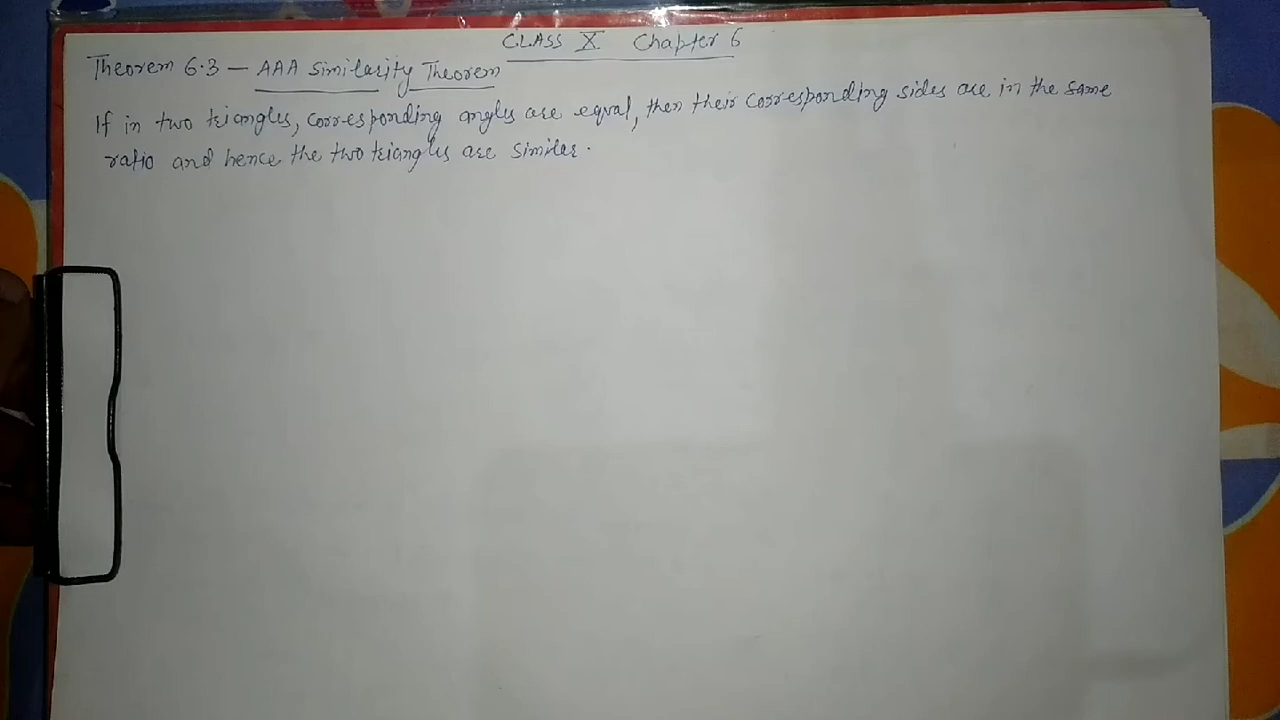 CLASS X Chapter 6
Theorem 6.3 — AAA Similarity Theorem
If in two triangles, corresponding angles are equal, then their corresponding sides are in the same
ratio and hence the two triangles are similar.